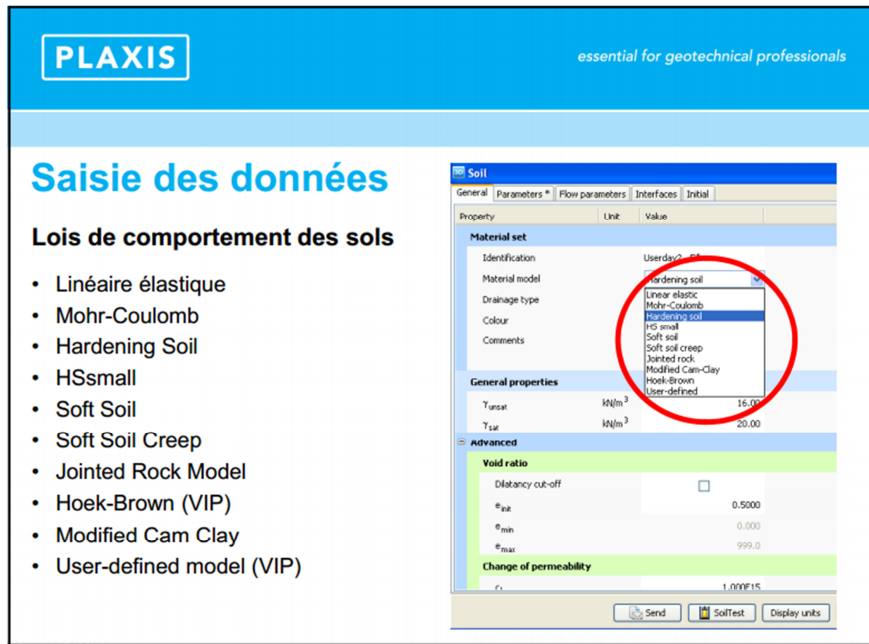 PLAXIS
essential for geotechnical professionals
Saisie des données
Lois de comportement des sols
• Linéaire élastique
• Mohr-Coulomb
• Hardening Soil
• HSsmall
• Soft Soil
• Soft Soil Creep
• Jointed Rock Model
• Hoek-Brown (VIP)
• Modified Cam Clay
• User-defined model (VIP)
Soil
General Parameters * Flow parameters Interfaces Initial
Property Unit Value
Material set
Identification Userday2
Material model Hardening soil
Drainage type
Colour
Comments
Linear elastic
Mohr-Coulomb
Hardening soil
HS small
Soft soil
Soft soil creep
Jointed rock
Modified Cam-Clay
Hoek-Brown
User-defined
General properties
γunsat kN/m³ 16.00
γsat kN/m³ 20.00
Advanced
Void ratio
Dilatancy cut-off
einit 0.5000
emin 0.000
emax 999.0
Change of permeability
1.000E15
Send SoilTest Display units